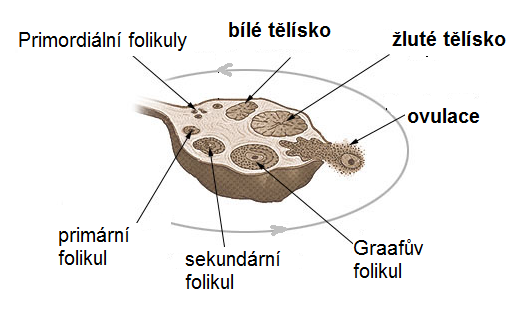 Primordiální folikuly
bílé tělísko
žluté tělísko
ovulace
primární
folikul
sekundární
folikul
Graafův
folikul